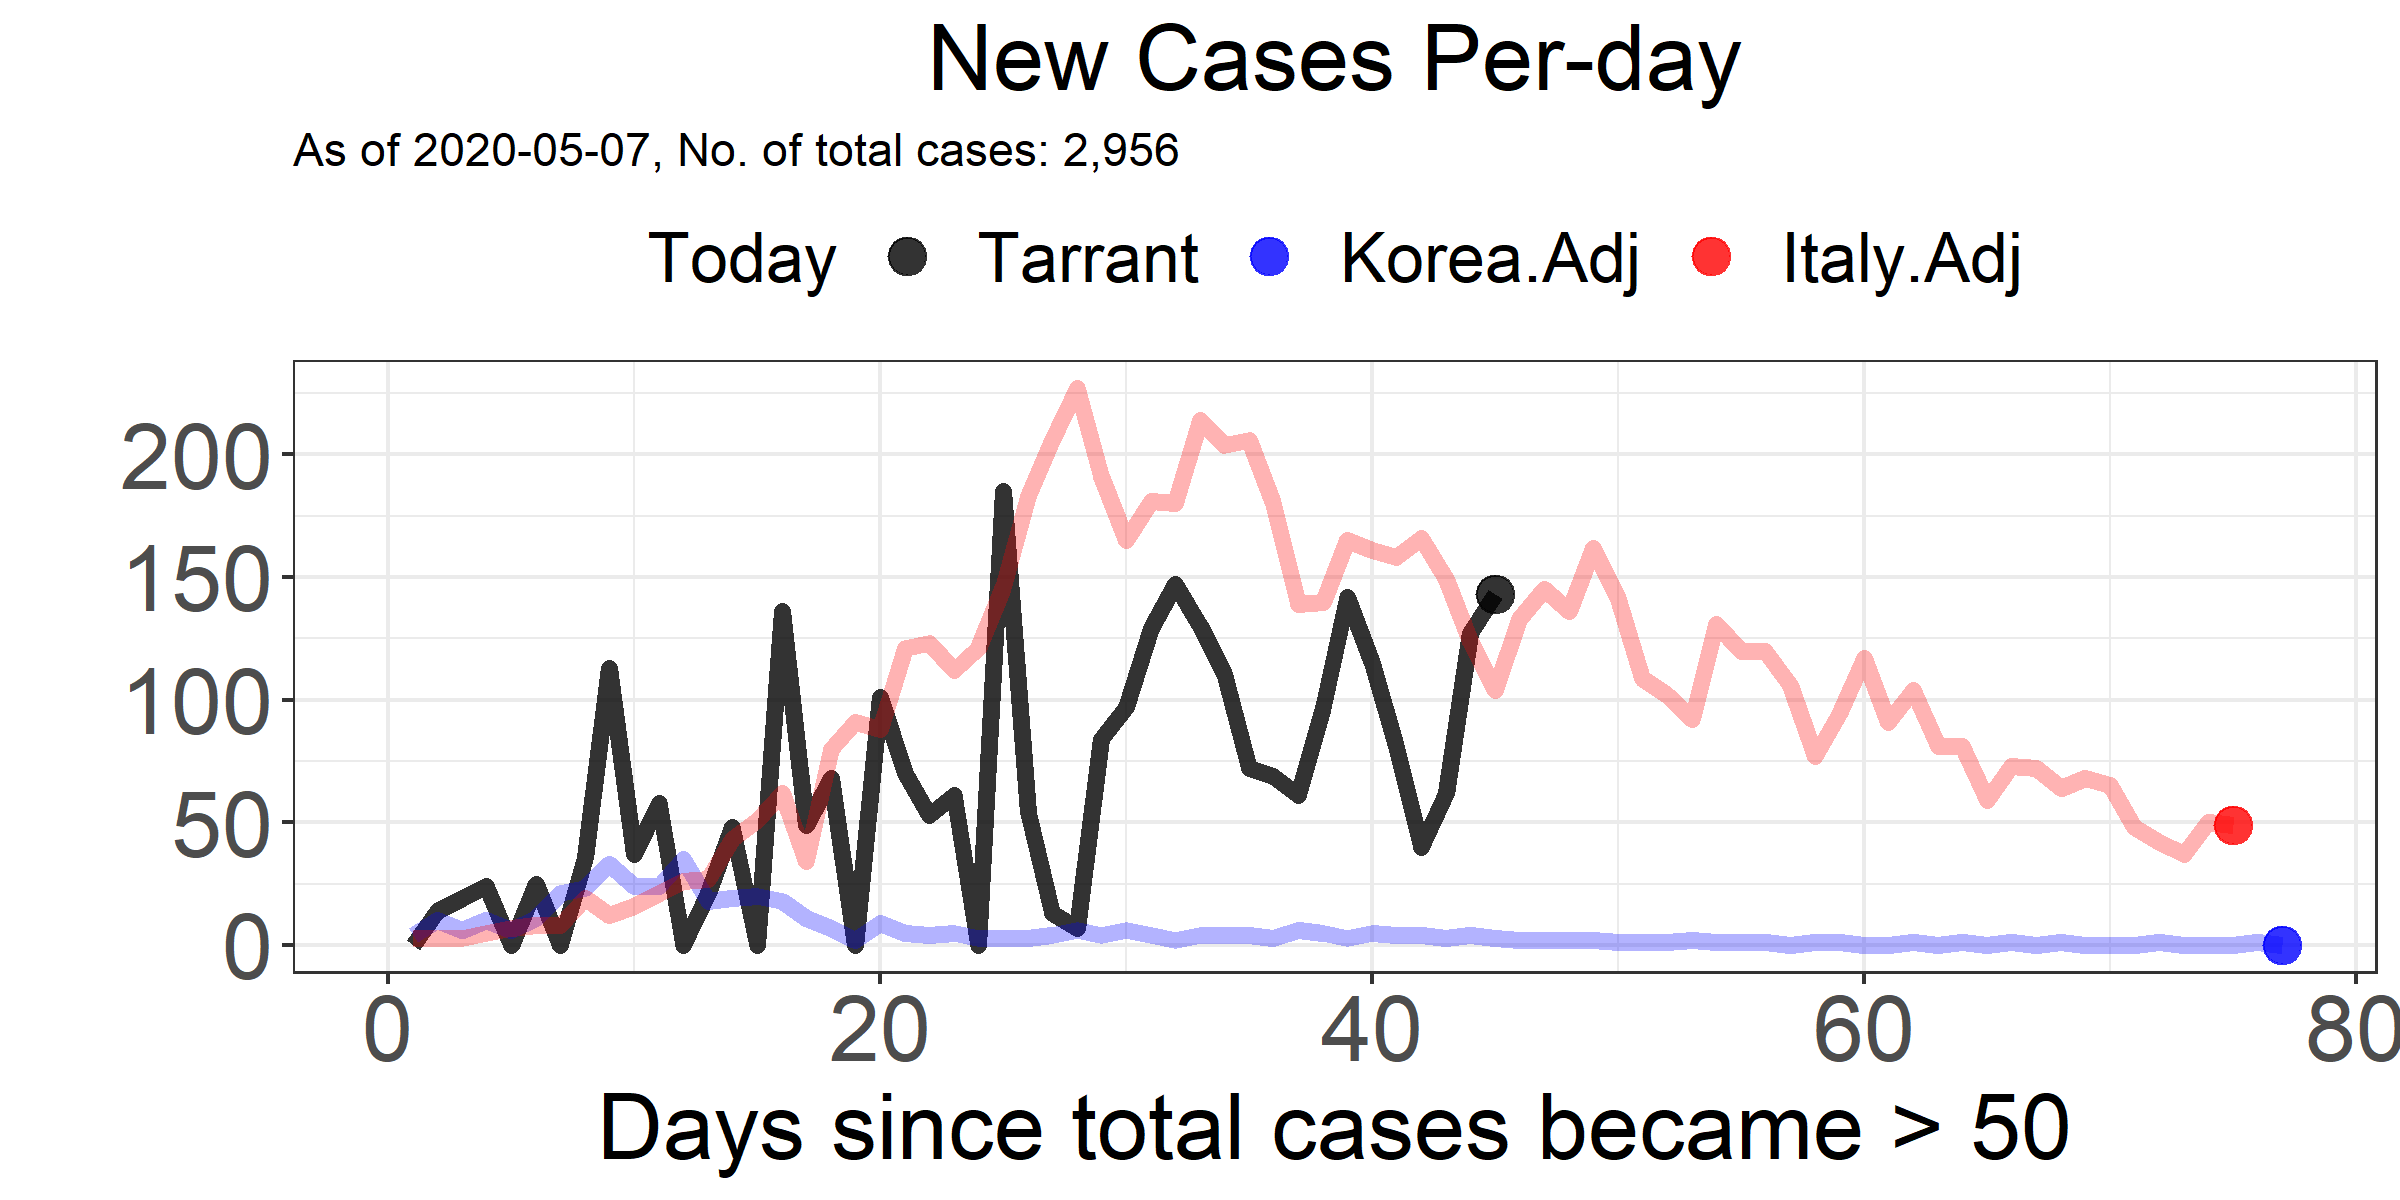 New Cases Per-day
As of 2020-05-07, No. of total cases: 2,956
Today Tarrant Korea.Adj Italy.Adj
200
150
100
50
0
0 20 40 60 80
Days since total cases became > 50